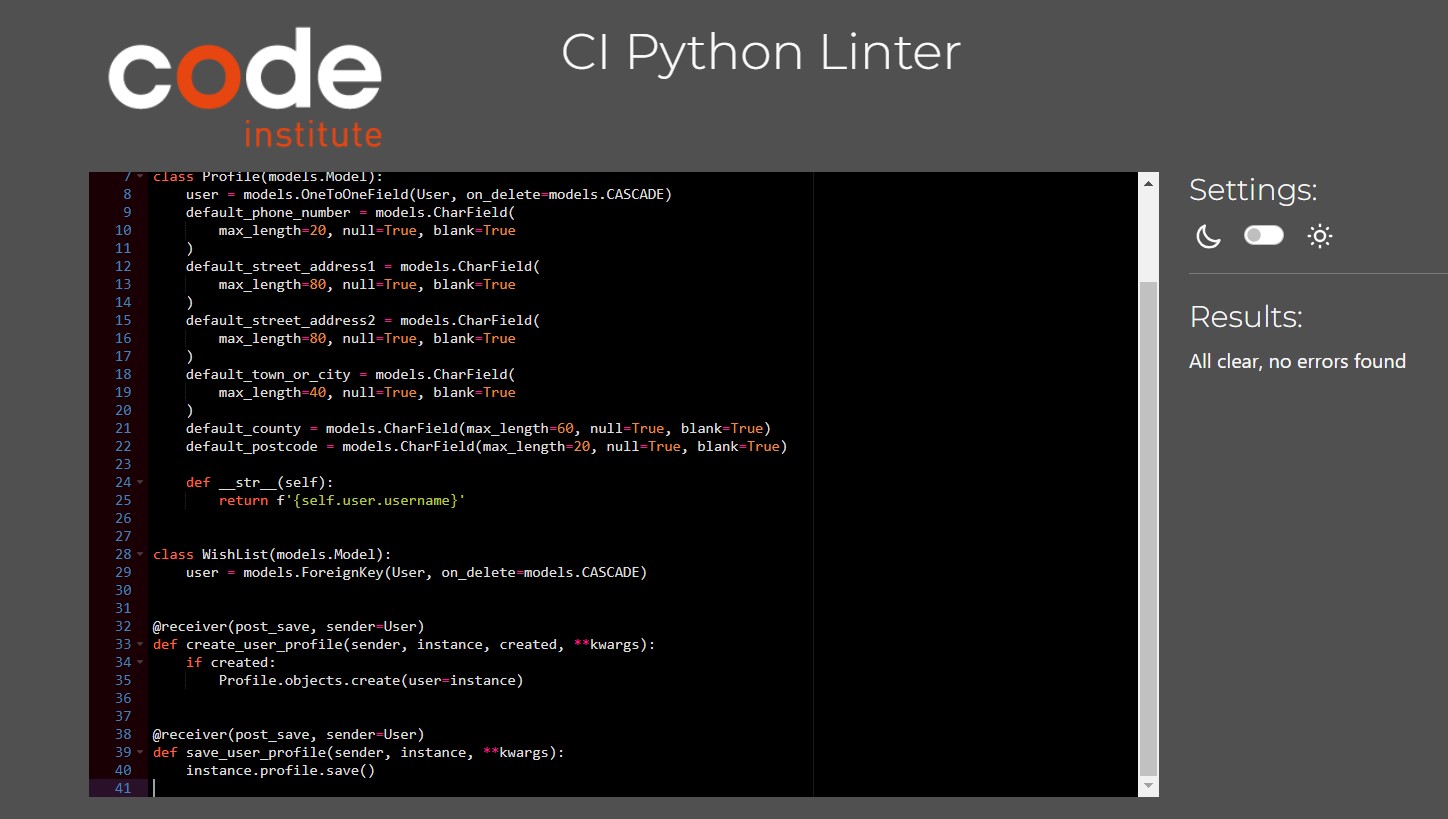 code
institute
CI Python Linter
7 class Profile(models.Model):
8     user = models.OneToOneField(User, on_delete=models.CASCADE)
9     default_phone_number = models.CharField(
10         max_length=20, null=True, blank=True
11     )
12     default_street_address1 = models.CharField(
13         max_length=80, null=True, blank=True
14     )
15     default_street_address2 = models.CharField(
16         max_length=80, null=True, blank=True
17     )
18     default_town_or_city = models.CharField(
19         max_length=40, null=True, blank=True
20     )
21     default_county = models.CharField(max_length=60, null=True, blank=True)
22     default_postcode = models.CharField(max_length=20, null=True, blank=True)
23
24     def __str__(self):
25         return f'{self.user.username}'
26
27
28 class WishList(models.Model):
29     user = models.ForeignKey(User, on_delete=models.CASCADE)
30
31
32 @receiver(post_save, sender=User)
33 def create_user_profile(sender, instance, created, **kwargs):
34     if created:
35         Profile.objects.create(user=instance)
36
37
38 @receiver(post_save, sender=User)
39 def save_user_profile(sender, instance, **kwargs):
40     instance.profile.save()
41
Settings:
Results:
All clear, no errors found